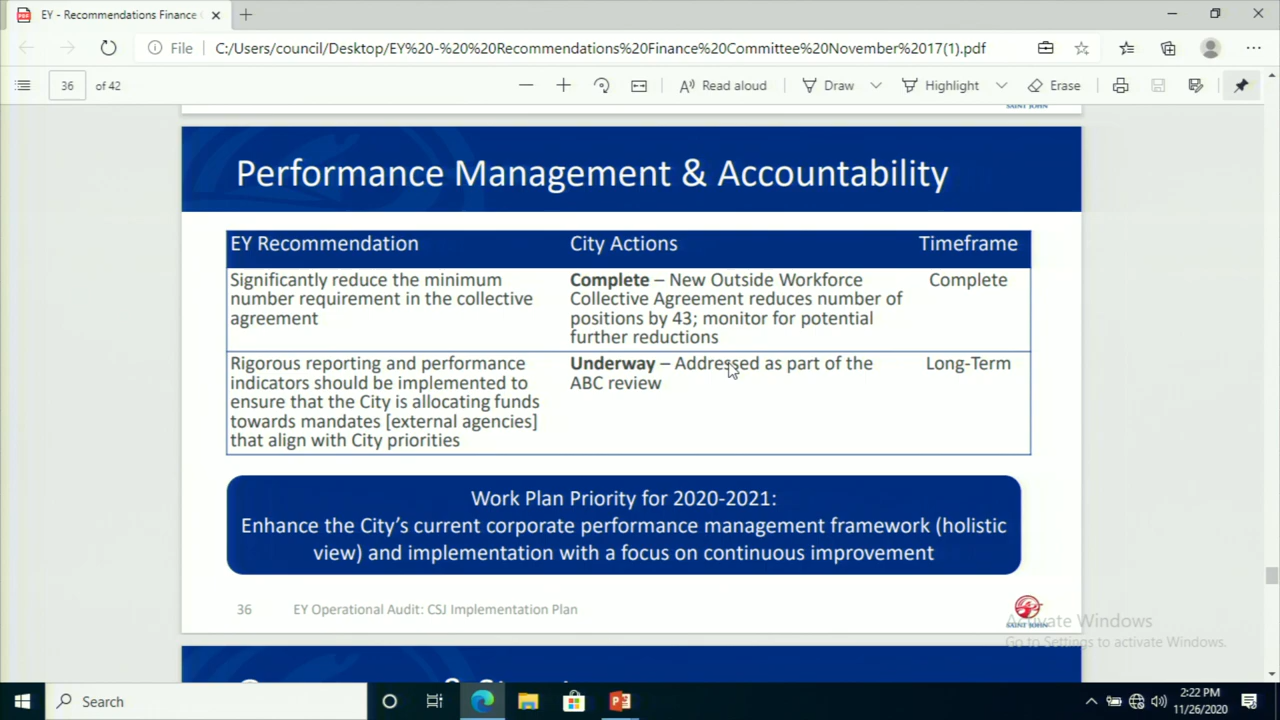 EY - Recommendations Finance
File
C:/Users/council/Desktop/EY%20-%20%20Recommendations%20Finance%20Committee%20November%202017(1).pdf
36 of 42
Read aloud
Draw
Highlight
Erase
SAINT JOHN
Performance Management & Accountability
EY Recommendation City Actions Timeframe
Significantly reduce the minimum
number requirement in the collective
agreement
Complete – New Outside Workforce
Collective Agreement reduces number of
positions by 43; monitor for potential
further reductions
Complete
Rigorous reporting and performance
indicators should be implemented to
ensure that the City is allocating funds
towards mandates [external agencies]
that align with City priorities
Underway – Addressed as part of the
ABC review
Long-Term
Work Plan Priority for 2020-2021:
Enhance the City's current corporate performance management framework (holistic
view) and implementation with a focus on continuous improvement
36 EY Operational Audit: CSJ Implementation Plan
SAINT JOHN
Activate Windows
Go to Settings to activate Windows.
Search
2:22 PM
11/26/2020